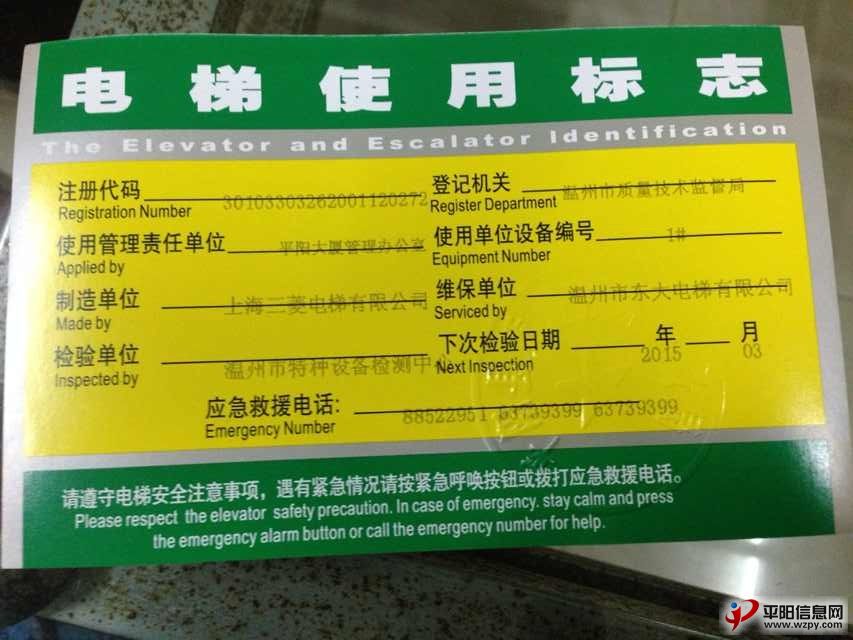 电梯使用标志
The Elevator and Escalator Identification
注册代码 30103303262001120272 登记机关 温州市质量技术监督局
Registration Number Register Department
使用管理责任单位 平阳大厦管理办公室 使用单位设备编号 1#
Applied by Equipment Number
制造单位 上海三菱电梯有限公司 维保单位 温州市东大电梯有限公司
Made by Serviced by
检验单位 温州市特种设备检测中心 下次检验日期 2015 年 03 月
Inspected by Next Inspection
应急救援电话: 88522951 63739399 63739399
Emergency Number
请遵守电梯安全注意事项，遇有紧急情况请按紧急呼唤按钮或拨打应急救援电话。
Please respect the elevator safety precaution. In case of emergency. stay calm and press
the emergency alarm button or call the emergency number for help.
平阳信息网
www.wzpy.com